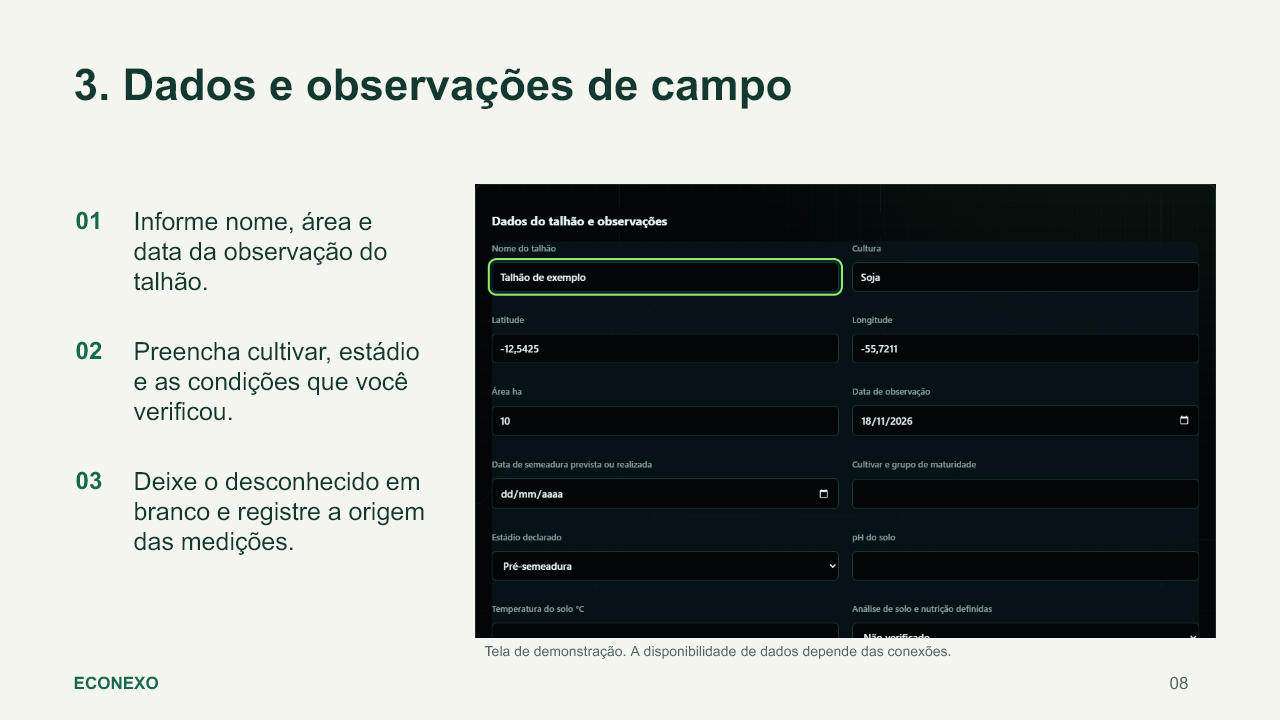 3. Dados e observações de campo
01
Informe nome, área e
data da observação do
talhão.
02
Preencha cultivar, estádio
e as condições que você
verificou.
03
Deixe o desconhecido em
branco e registre a origem
das medições.
Dados do talhão e observações
Nome do talhão
Talhão de exemplo
Cultura
Soja
Latitude
-12,5425
Longitude
-55,7211
Área ha
10
Data de observação
18/11/2026
Data de semeadura prevista ou realizada
dd/mm/aaaa
Cultivar e grupo de maturidade
Estádio declarado
Pré-semeadura
pH do solo
Temperatura do solo °C
Análise de solo e nutrição definidas
Não verificado
Tela de demonstração. A disponibilidade de dados depende das conexões.
ECONEXO
08